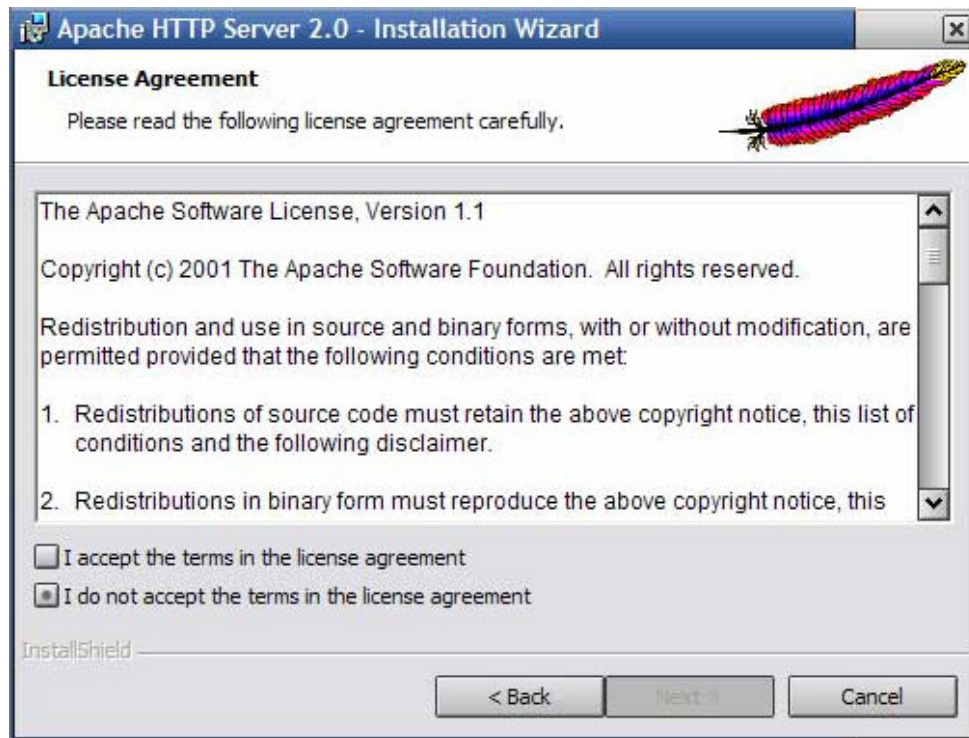 Apache HTTP Server 2.0 - Installation Wizard
License Agreement
Please read the following license agreement carefully.
The Apache Software License, Version 1.1
Copyright (c) 2001 The Apache Software Foundation.  All rights reserved.
Redistribution and use in source and binary forms, with or without modification, are
permitted provided that the following conditions are met:
1.  Redistributions of source code must retain the above copyright notice, this list of
conditions and the following disclaimer.
2.  Redistributions in binary form must reproduce the above copyright notice, this
I accept the terms in the license agreement
I do not accept the terms in the license agreement
InstallShield
< Back Next > Cancel